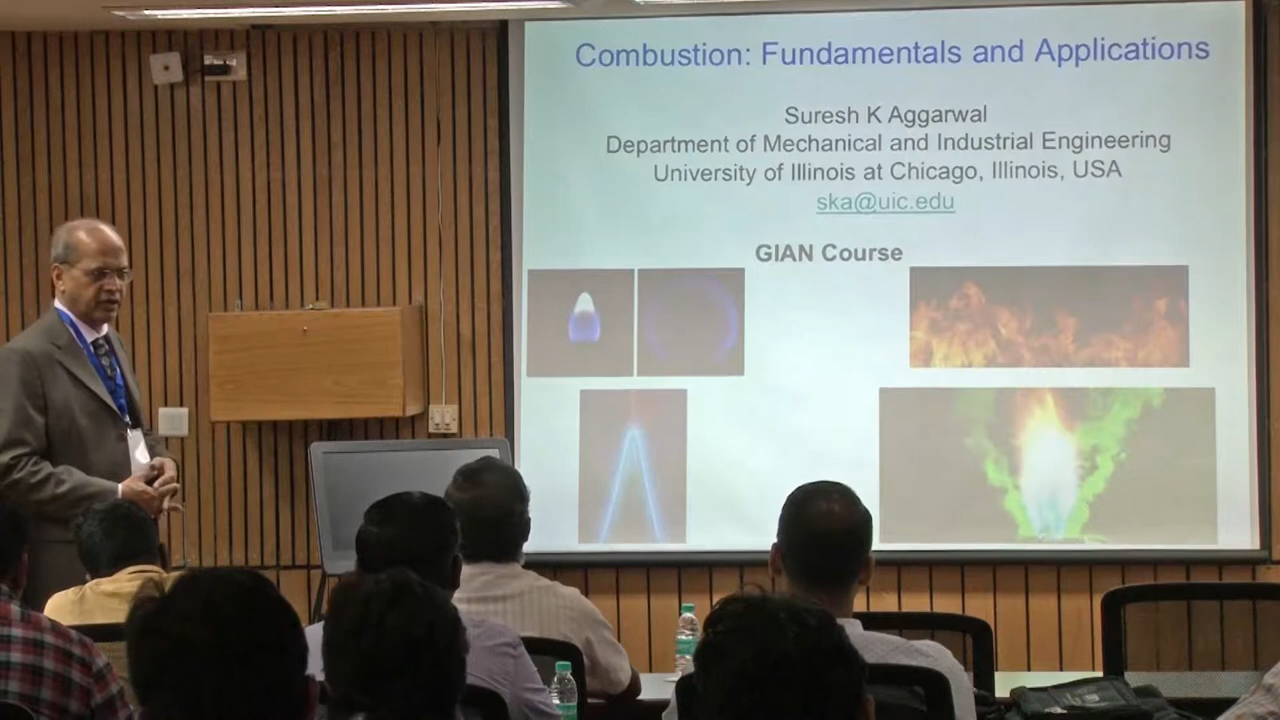 Combustion: Fundamentals and Applications
Suresh K Aggarwal
Department of Mechanical and Industrial Engineering
University of Illinois at Chicago, Illinois, USA
ska@uic.edu
GIAN Course